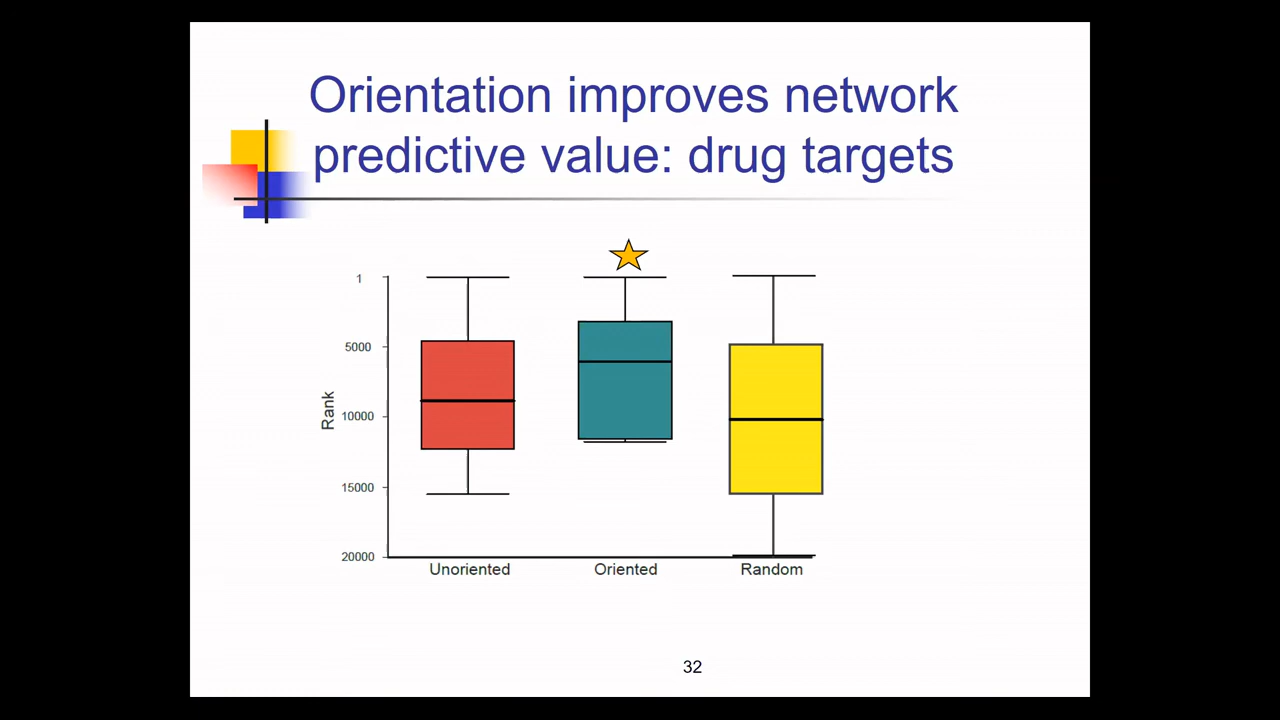 Orientation improves network
predictive value: drug targets
1
5000
10000
15000
20000
Rank
Unoriented
Oriented
Random
32